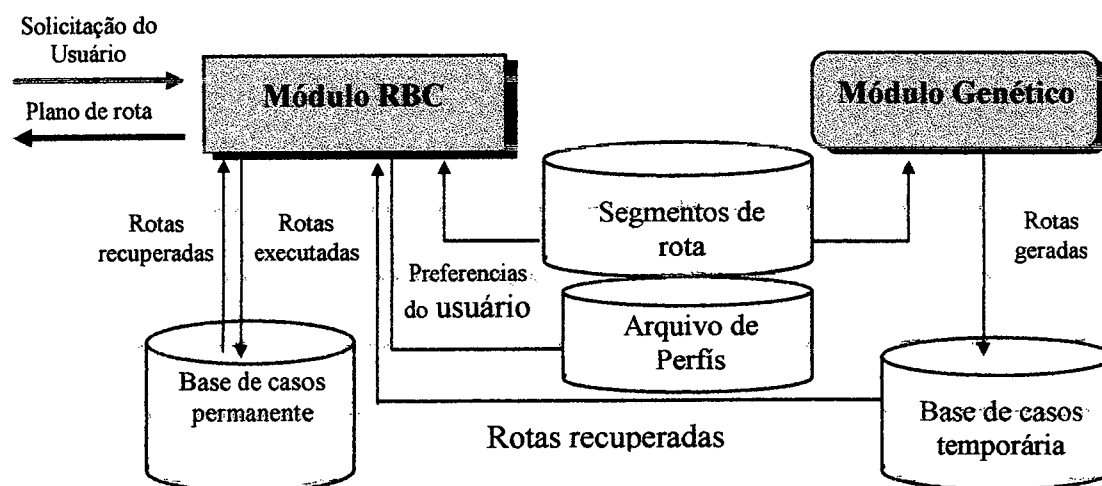 Solicitação do
Usuário
Plano de rota
Módulo RBC
Módulo Genético
Rotas
recuperadas
Rotas
executadas
Preferencias
do usuário
Segmentos de
rota
Arquivo de
Perfís
Rotas
geradas
Base de casos
permanente
Rotas recuperadas
Base de casos
temporária